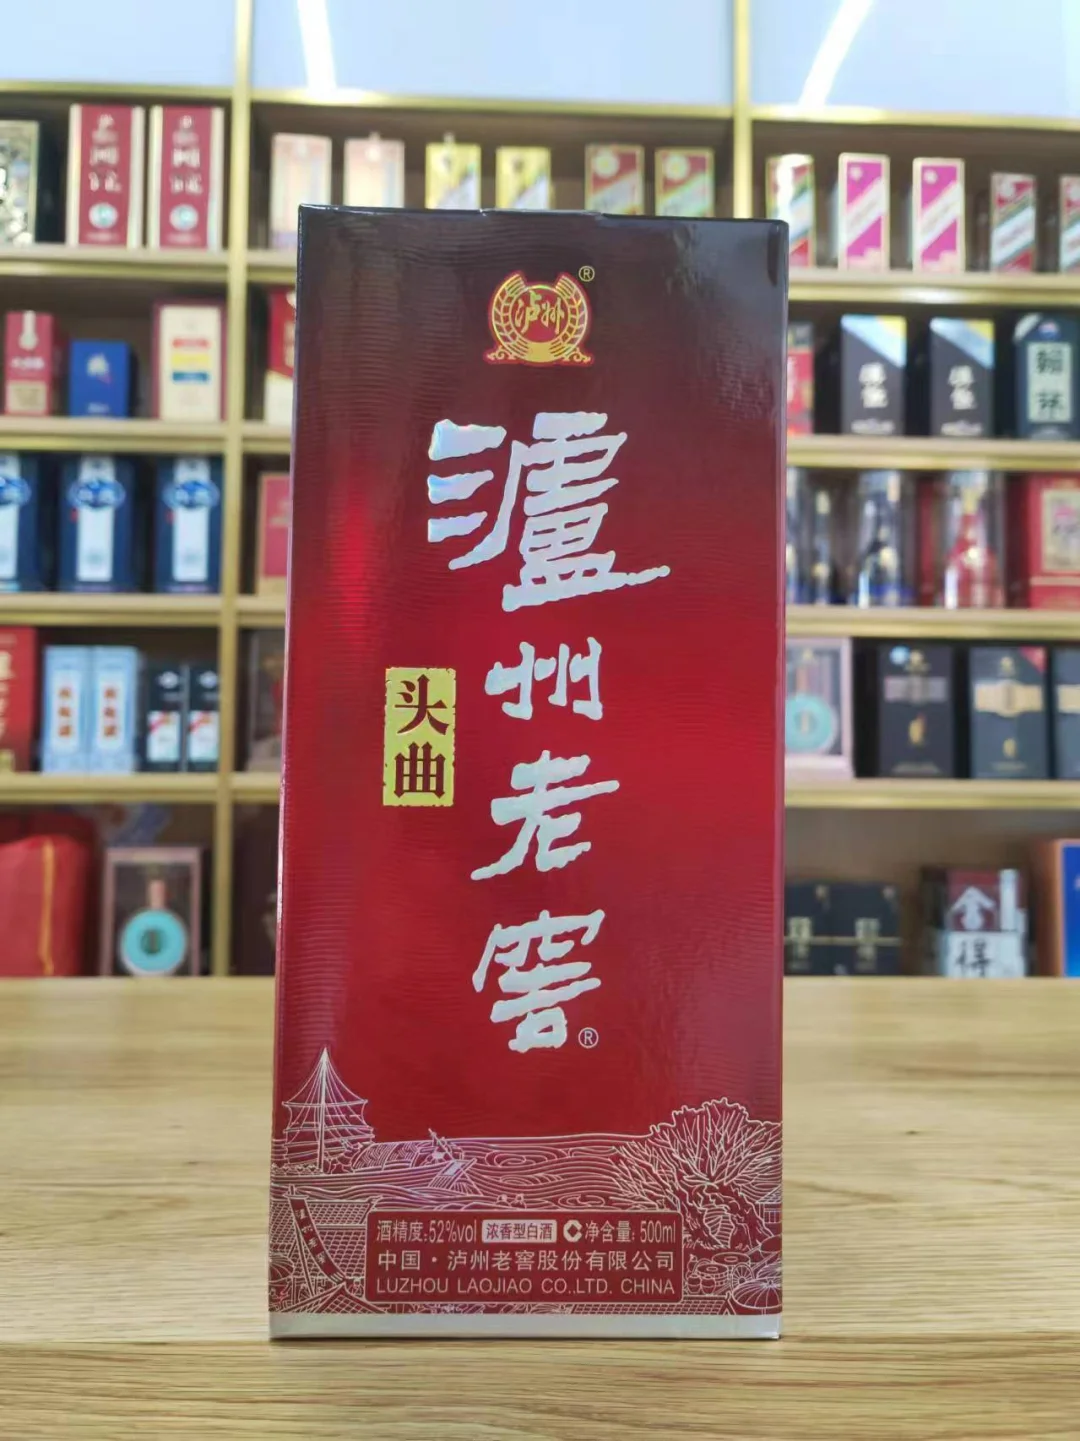 泸州
®
瀘州老窖
®
头曲
酒精度:52%vol 浓香型白酒 净含量:500ml
中国·泸州老窖股份有限公司
LUZHOU LAOJIAO CO.,LTD. CHINA
舍
得